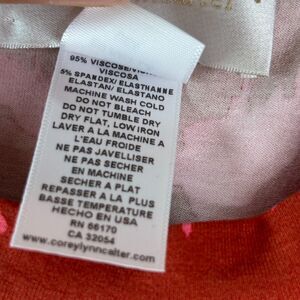 95% VISCOSE/
VISCOSA
5% SPANDEX/ ELASTHANNE
ELASTAN/ ELASTANO
MACHINE WASH COLD
DO NOT BLEACH
DO NOT TUMBLE DRY
DRY FLAT, LOW IRON
LAVER A LA MACHINE A
L'EAU FROIDE
NE PAS JAVELLISER
NE PAS SECHER
EN MACHINE
SECHER A PLAT
REPASSER A LA PLUS
BASSE TEMPERATURE
HECHO EN USA
RN 66170
CA 32054
www.coreylynncalter.com